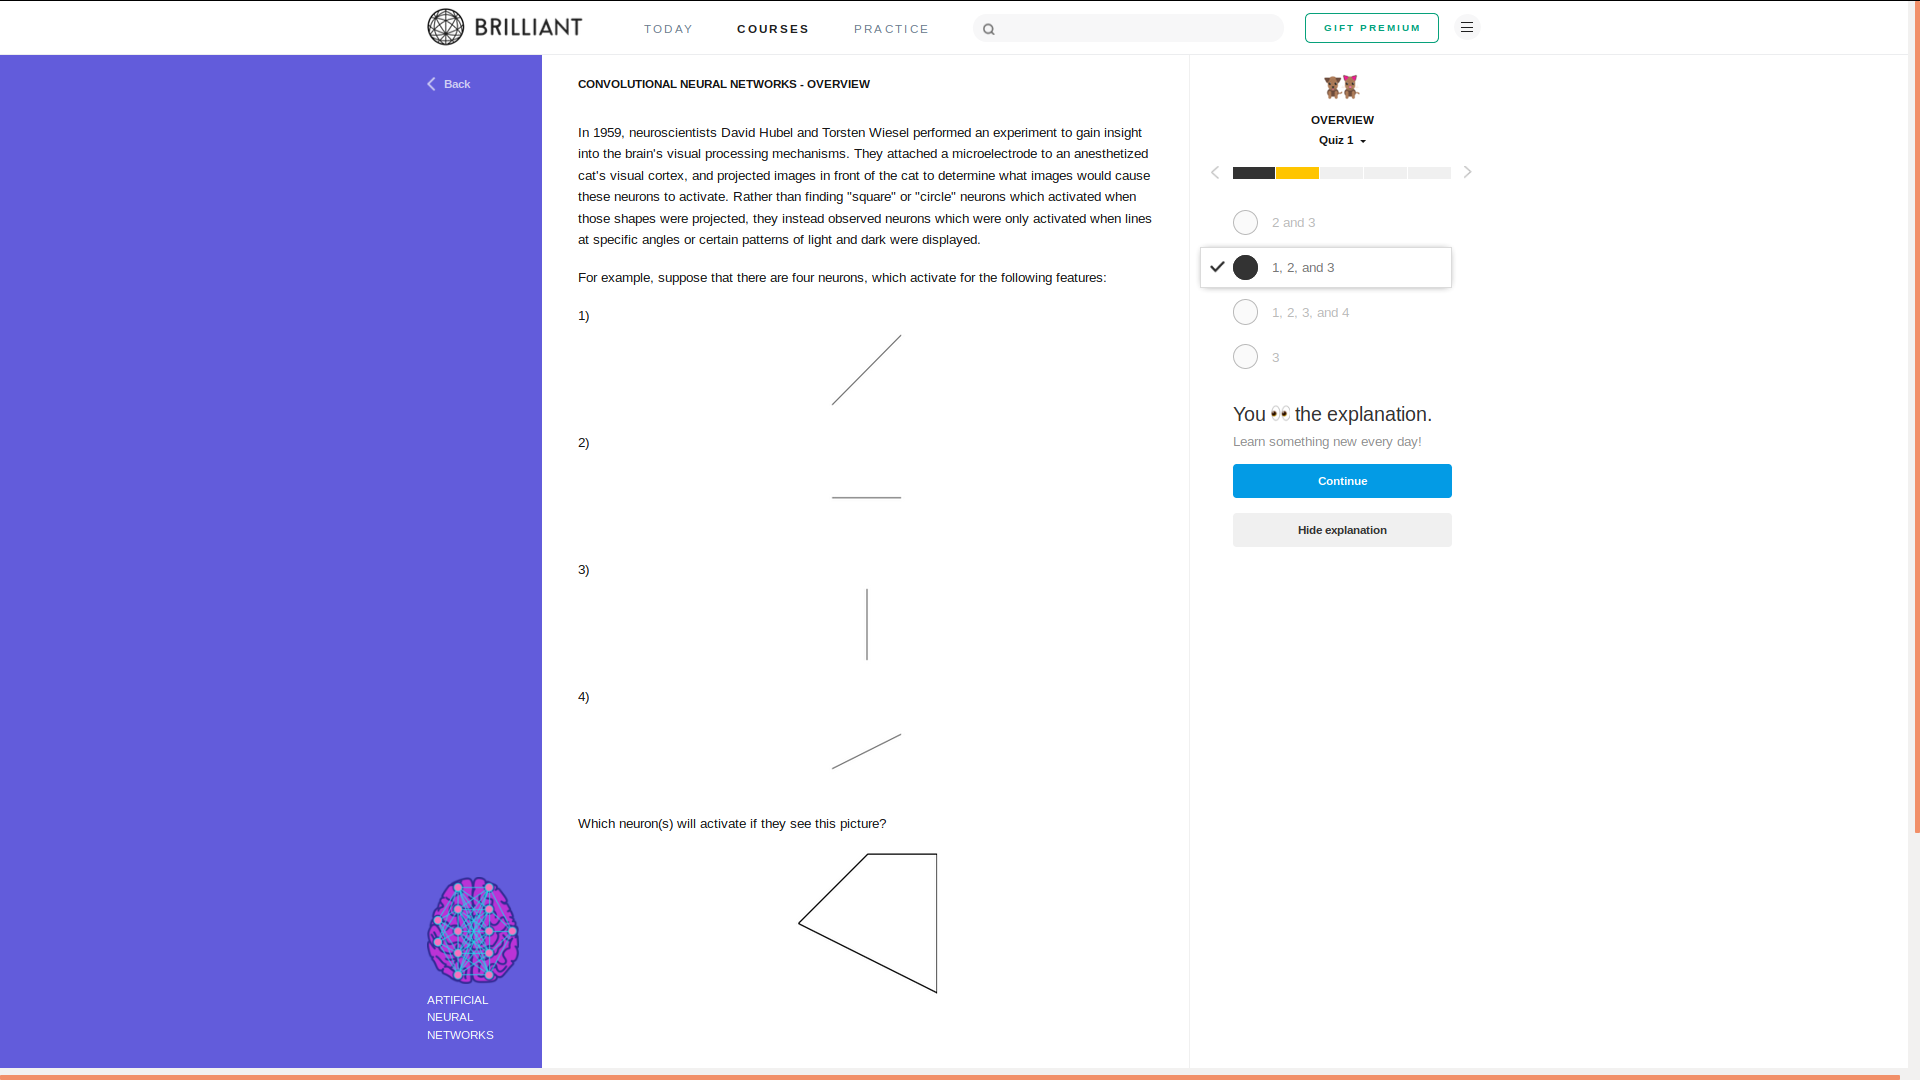 BRILLIANT
TODAY
COURSES
PRACTICE
GIFT PREMIUM
Back
CONVOLUTIONAL NEURAL NETWORKS - OVERVIEW
In 1959, neuroscientists David Hubel and Torsten Wiesel performed an experiment to gain insight
into the brain's visual processing mechanisms. They attached a microelectrode to an anesthetized
cat's visual cortex, and projected images in front of the cat to determine what images would cause
these neurons to activate. Rather than finding "square" or "circle" neurons which activated when
those shapes were projected, they instead observed neurons which were only activated when lines
at specific angles or certain patterns of light and dark were displayed.
For example, suppose that there are four neurons, which activate for the following features:
1)
2)
3)
4)
Which neuron(s) will activate if they see this picture?
OVERVIEW
Quiz 1
2 and 3
1, 2, and 3
1, 2, 3, and 4
3
You 👀 the explanation.
Learn something new every day!
Continue
Hide explanation
ARTIFICIAL
NEURAL
NETWORKS